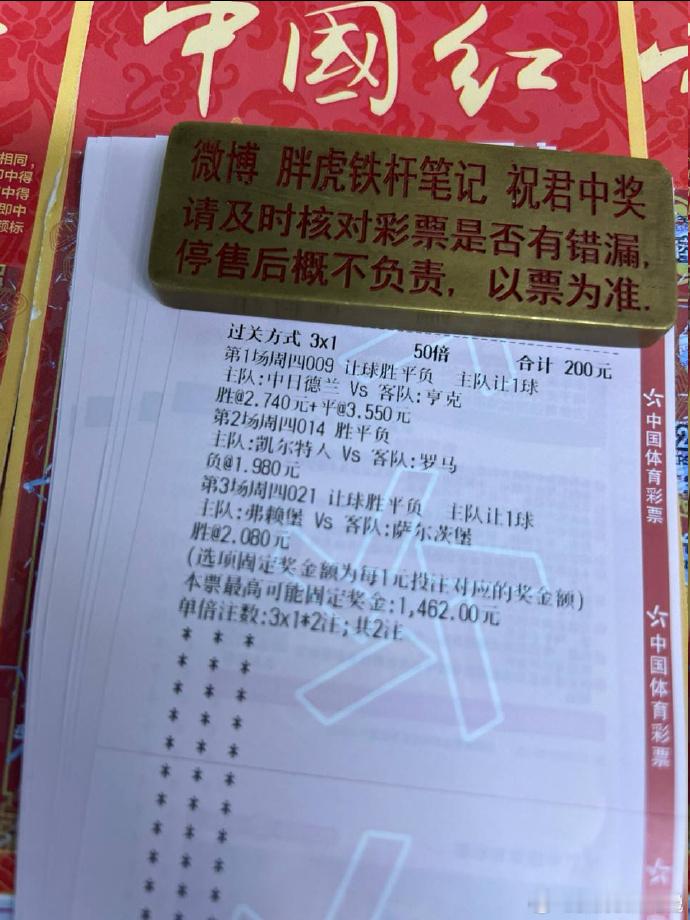 中國红
相同，
中得
即中
额标
微博 胖虎铁杆笔记 祝君中奖
请及时核对彩票是否有错漏，
停售后概不负责，以票为准.
过关方式 3x1 50倍 合计 200元
第1场周四009 让球胜平负 主队让1球
主队:中日德兰 Vs 客队:亨克
胜@2.740元+平@3.550元
第2场周四014 胜平负
主队:凯尔特人 Vs 客队:罗马
负@1.980元
第3场周四021 让球胜平负 主队让1球
主队:弗赖堡 Vs 客队:萨尔茨堡
胜@2.080元
(选项固定奖金额为每1元投注对应的奖金额)
本票最高可能固定奖金:1,462.00元
单倍注数:3x1*2注;共2注
中国体育彩票
中国体育彩票